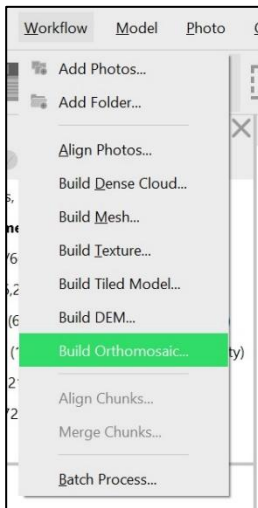 Workflow Model Photo
Add Photos...
Add Folder...
Align Photos...
Build Dense Cloud...
Build Mesh...
Build Texture...
Build Tiled Model...
Build DEM...
Build Orthomosaic...
Align Chunks...
Merge Chunks...
Batch Process...